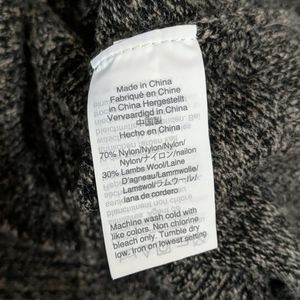 Made in China
Fabriqué en Chine
In China Hergestellt
Vervaardigd in China
中国製
Hecho en China
70% Nylon/Nylon/Nylon/
Nylon/ナイロン/nailon
30% Lambs Wool/Laine
D'agneau/Lammwolle/
Lamswol/ラムウール/
lana de cordero
Machine wash cold with
like colors. Non chlorine
bleach only. Tumble dry
low. Iron on lowest setting